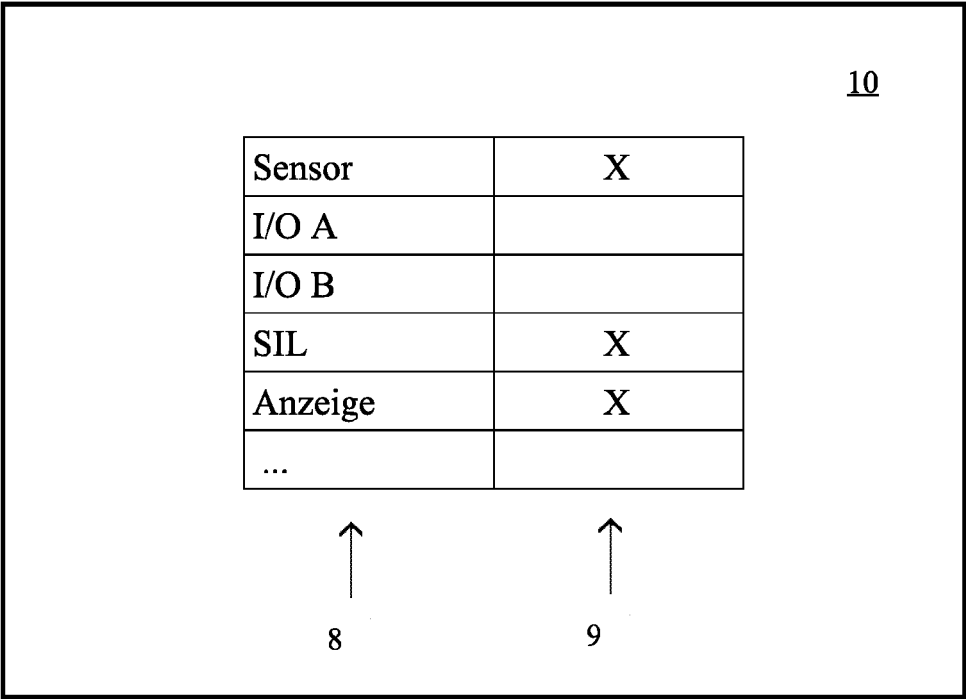 10
Sensor X
I/O A
I/O B
SIL X
Anzeige X
...
8 9